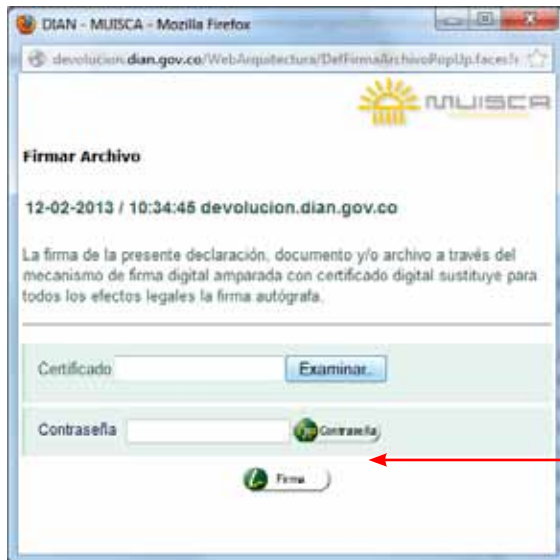 DIAN - MUISCA - Mozilla Firefox
devolucion.dian.gov.co/WebArquitectura/DefFirmaArchivoPopUp.faces
MUISCA
Firmar Archivo
12-02-2013 / 10:34:45 devolucion.dian.gov.co
La firma de la presente declaración, documento y/o archivo a través del
mecanismo de firma digital amparada con certificado digital sustituye para
todos los efectos legales la firma autógrafa.
Certificado Examinar..
Contraseña Contraseña
Firma